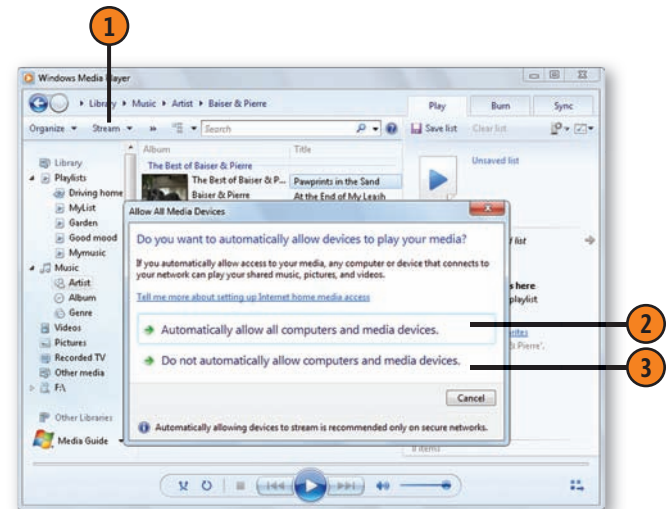 1
Windows Media Player
Library ▸ Music ▸ Artist ▸ Baiser & Pierre
Play
Burn
Sync
Organize
Stream
»
Search
Save list
Clear list
Album
Title
Library
The Best of Baiser & Pierre
Unsaved list
Playlists
The Best of Baiser & P...
Pawprints in the Sand
Driving home
Baiser & Pierre
At the End of My Leash
MyList
Garden
Good mood
Mymusic
Music
Artist
Album
Genre
Videos
Pictures
Recorded TV
Other media
F:\
Other Libraries
Media Guide
Allow All Media Devices
Do you want to automatically allow devices to play your media?
If you automatically allow access to your media, any computer or device that connects to
your network can play your shared music, pictures, and videos.
Tell me more about setting up Internet home media access
Automatically allow all computers and media devices.
2
Do not automatically allow computers and media devices.
3
Cancel
Automatically allowing devices to stream is recommended only on secure networks.
list
here
playlist
Pierre'.
8 items